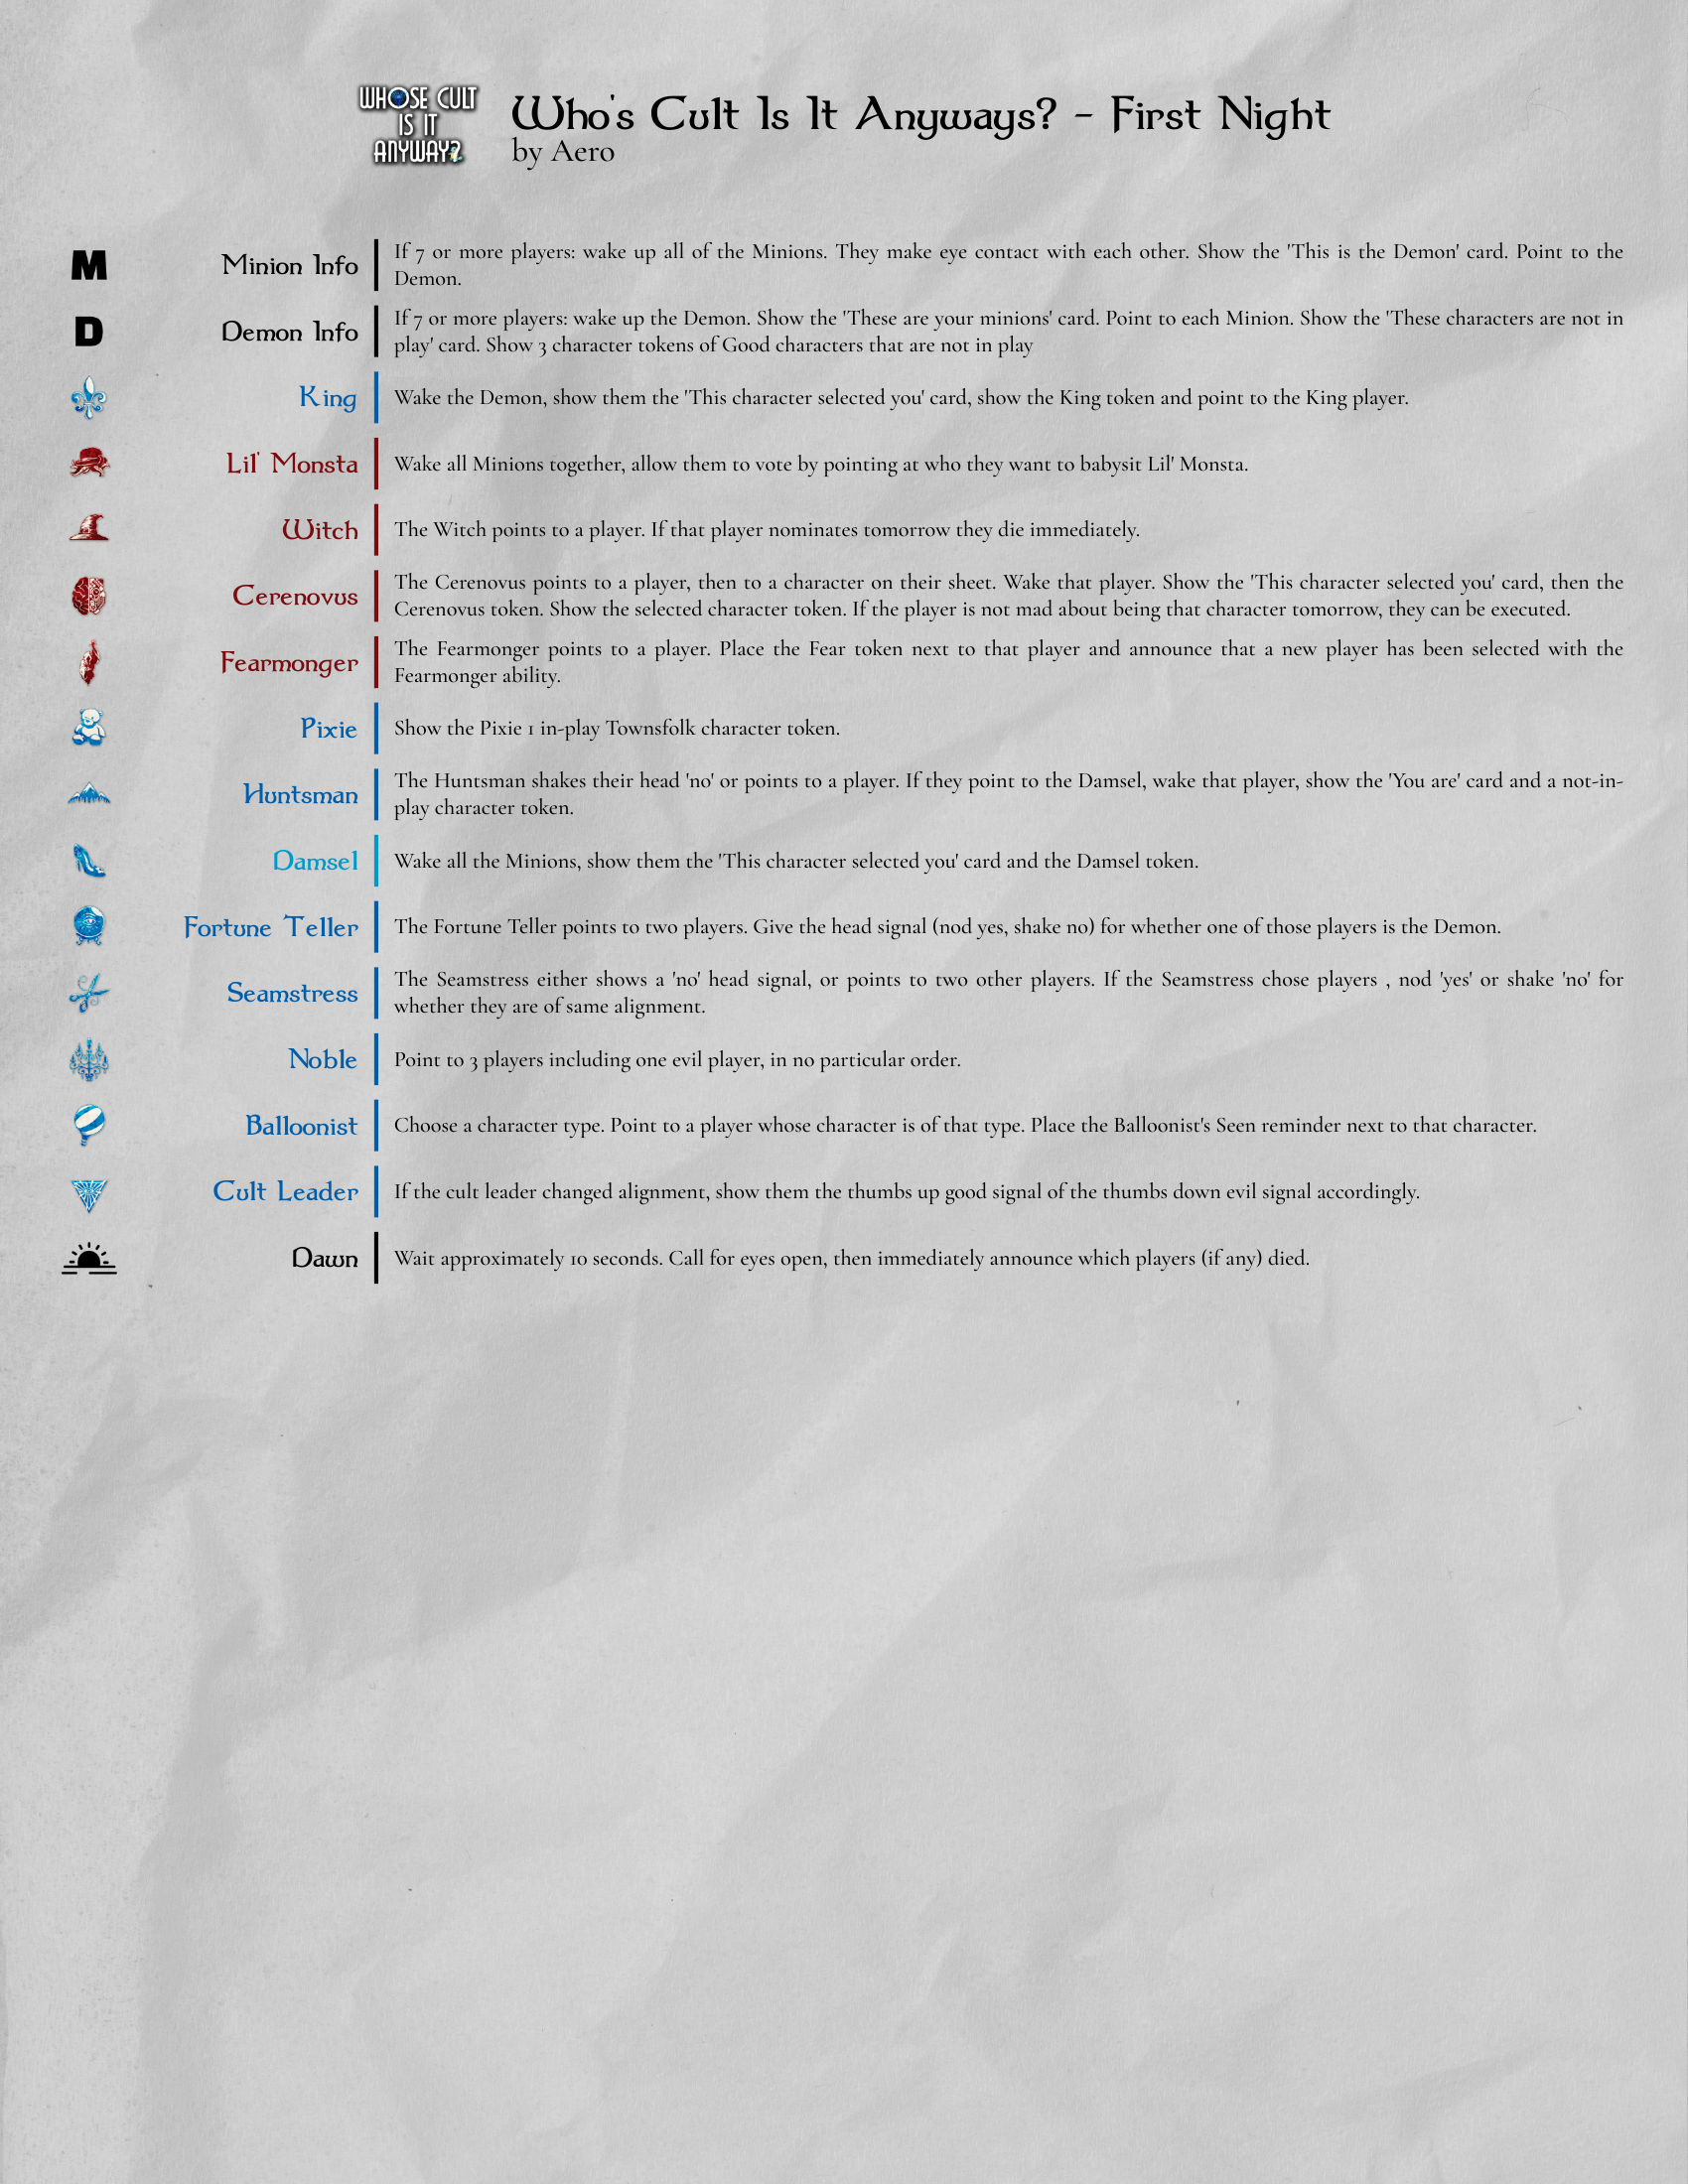 WHOSE CULT
IS IT
ANYWAY?
Who's Cult Is It Anyways? - First Night
by Aero
M
Minion Info
If 7 or more players: wake up all of the Minions. They make eye contact with each other. Show the 'This is the Demon' card. Point to the
Demon.
D
Demon Info
If 7 or more players: wake up the Demon. Show the 'These are your minions' card. Point to each Minion. Show the 'These characters are not in
play' card. Show 3 character tokens of Good characters that are not in play
King
Wake the Demon, show them the 'This character selected you' card, show the King token and point to the King player.
Lil' Monsta
Wake all Minions together, allow them to vote by pointing at who they want to babysit Lil' Monsta.
Witch
The Witch points to a player. If that player nominates tomorrow they die immediately.
Cerenovus
The Cerenovus points to a player, then to a character on their sheet. Wake that player. Show the 'This character selected you' card, then the
Cerenovus token. Show the selected character token. If the player is not mad about being that character tomorrow, they can be executed.
Fearmonger
The Fearmonger points to a player. Place the Fear token next to that player and announce that a new player has been selected with the
Fearmonger ability.
Pixie
Show the Pixie 1 in-play Townsfolk character token.
Huntsman
The Huntsman shakes their head 'no' or points to a player. If they point to the Damsel, wake that player, show the 'You are' card and a not-in-
play character token.
Damsel
Wake all the Minions, show them the 'This character selected you' card and the Damsel token.
Fortune Teller
The Fortune Teller points to two players. Give the head signal (nod yes, shake no) for whether one of those players is the Demon.
Seamstress
The Seamstress either shows a 'no' head signal, or points to two other players. If the Seamstress chose players , nod 'yes' or shake 'no' for
whether they are of same alignment.
Noble
Point to 3 players including one evil player, in no particular order.
Balloonist
Choose a character type. Point to a player whose character is of that type. Place the Balloonist's Seen reminder next to that character.
Cult Leader
If the cult leader changed alignment, show them the thumbs up good signal of the thumbs down evil signal accordingly.
Dawn
Wait approximately 10 seconds. Call for eyes open, then immediately announce which players (if any) died.